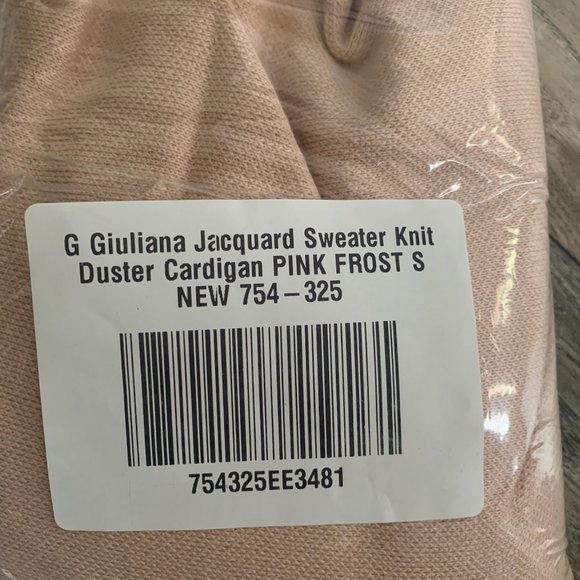 G Giuliana Jacquard Sweater Knit
Duster Cardigan PINK FROST S
NEW 754-325
754325EE3481